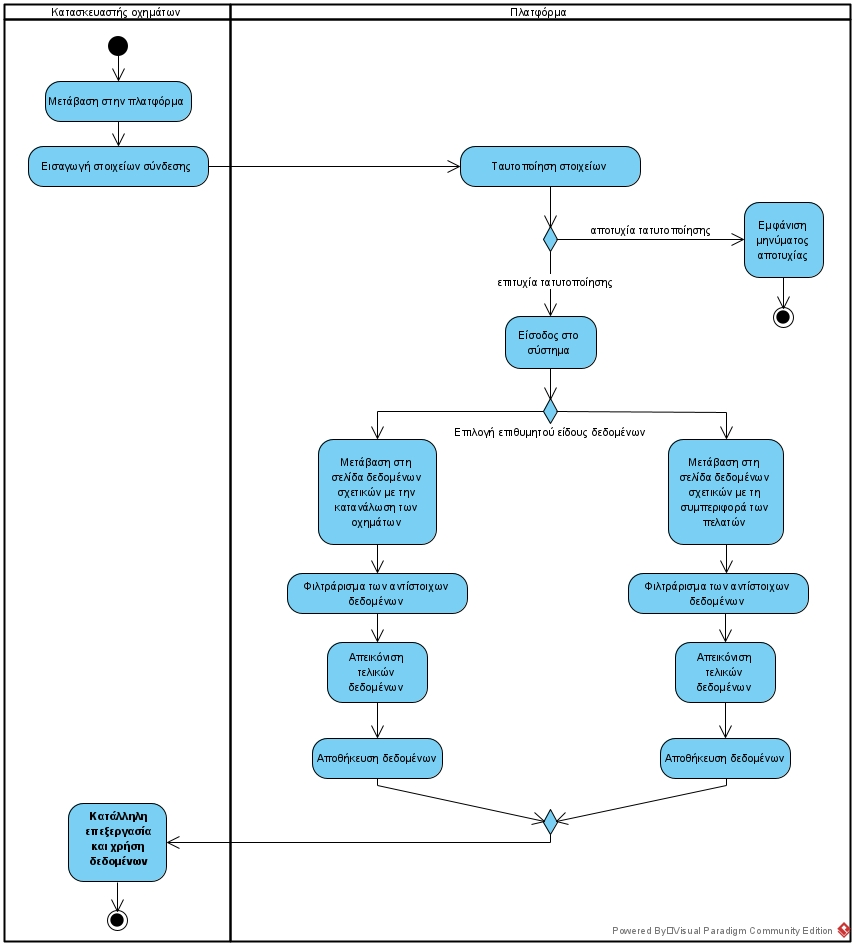 Κατασκευαστής οχημάτων
Πλατφόρμα
Μετάβαση στην πλατφόρμα
Εισαγωγή στοιχείων σύνδεσης
Ταυτοποίηση στοιχείων
αποτυχία τατυτοποίησης
Εμφάνιση
μηνύματος
αποτυχίας
επιτυχία τατυτοποίησης
Είσοδος στο
σύστημα
Επιλογή επιθυμητού είδους δεδομένων
Μετάβαση στη
σελίδα δεδομένων
σχετικών με την
κατανάλωση των
οχημάτων
Μετάβαση στη
σελίδα δεδομένων
σχετικών με τη
συμπεριφορά των
πελατών
Φιλτράρισμα των αντίστοιχων
δεδομένων
Φιλτράρισμα των αντίστοιχων
δεδομένων
Απεικόνιση
τελικών
δεδομένων
Απεικόνιση
τελικών
δεδομένων
Αποθήκευση δεδομένων
Αποθήκευση δεδομένων
Κατάλληλη
επεξεργασία
και χρήση
δεδομένων
Powered By Visual Paradigm Community Edition